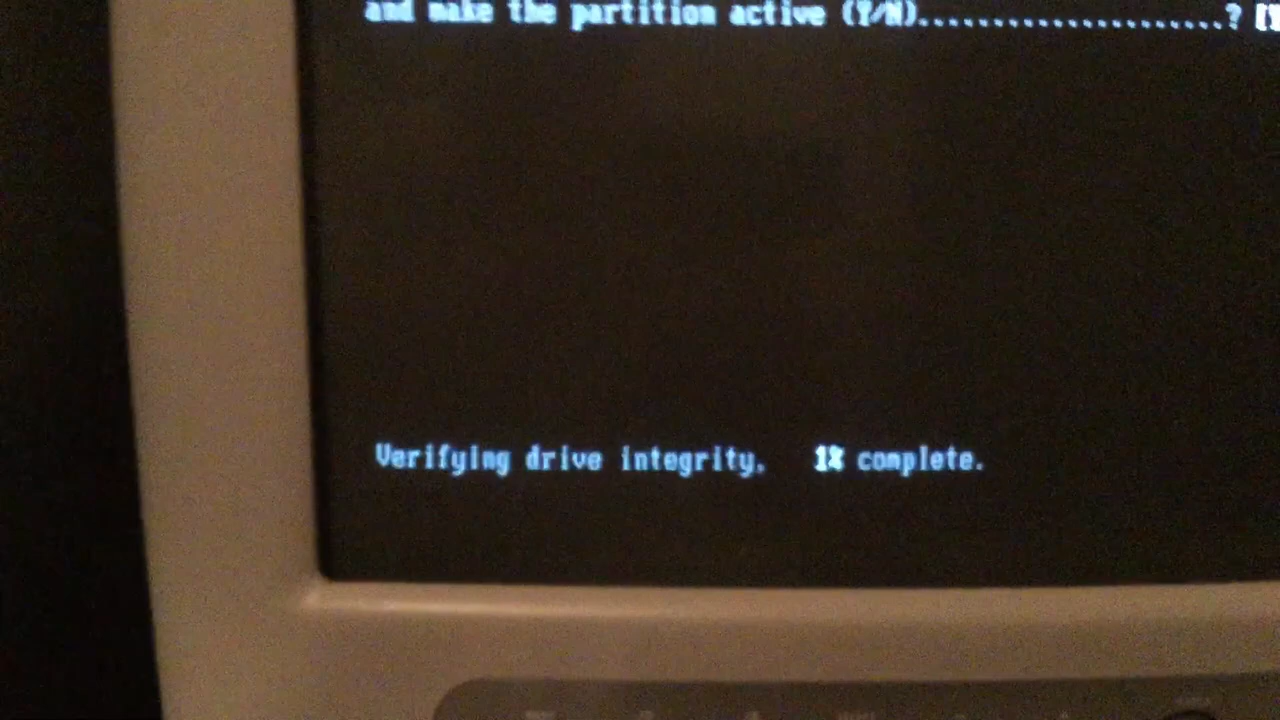 and make the partition active (Y/N).....................? [Y
Verifying drive integrity, 1% complete.